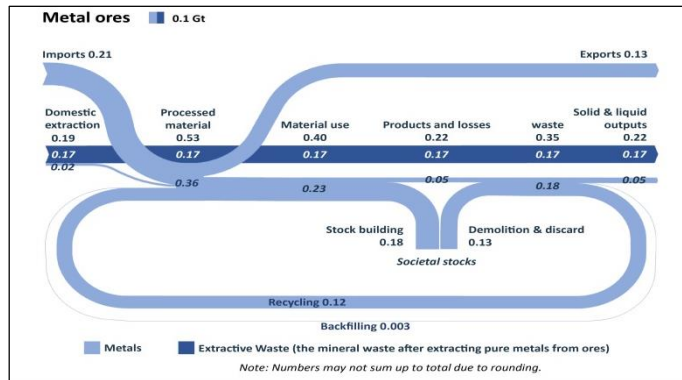 Metal ores
0.1 Gt
Imports 0.21
Exports 0.13
Domestic
extraction
0.19
Processed
material
0.53
Material use
0.40
Products and losses
0.22
waste
0.35
Solid & liquid
outputs
0.22
0.17
0.17
0.17
0.17
0.17
0.17
0.02
0.36
0.23
0.05
0.18
0.05
Stock building
0.18
Demolition & discard
0.13
Societal stocks
Recycling 0.12
Backfilling 0.003
Metals
Extractive Waste (the mineral waste after extracting pure metals from ores)
Note: Numbers may not sum up to total due to rounding.